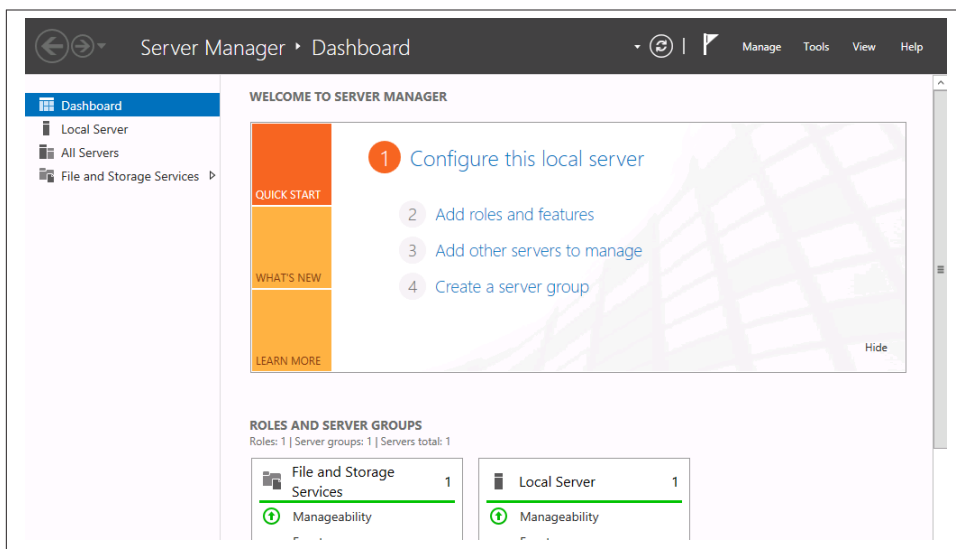 Server Manager ‣ Dashboard
Manage Tools View Help
Dashboard
Local Server
All Servers
File and Storage Services
WELCOME TO SERVER MANAGER
QUICK START
WHAT'S NEW
LEARN MORE
1 Configure this local server
2 Add roles and features
3 Add other servers to manage
4 Create a server group
Hide
ROLES AND SERVER GROUPS
Roles: 1 | Server groups: 1 | Servers total: 1
File and Storage
Services
1
Manageability
Local Server 1
Manageability